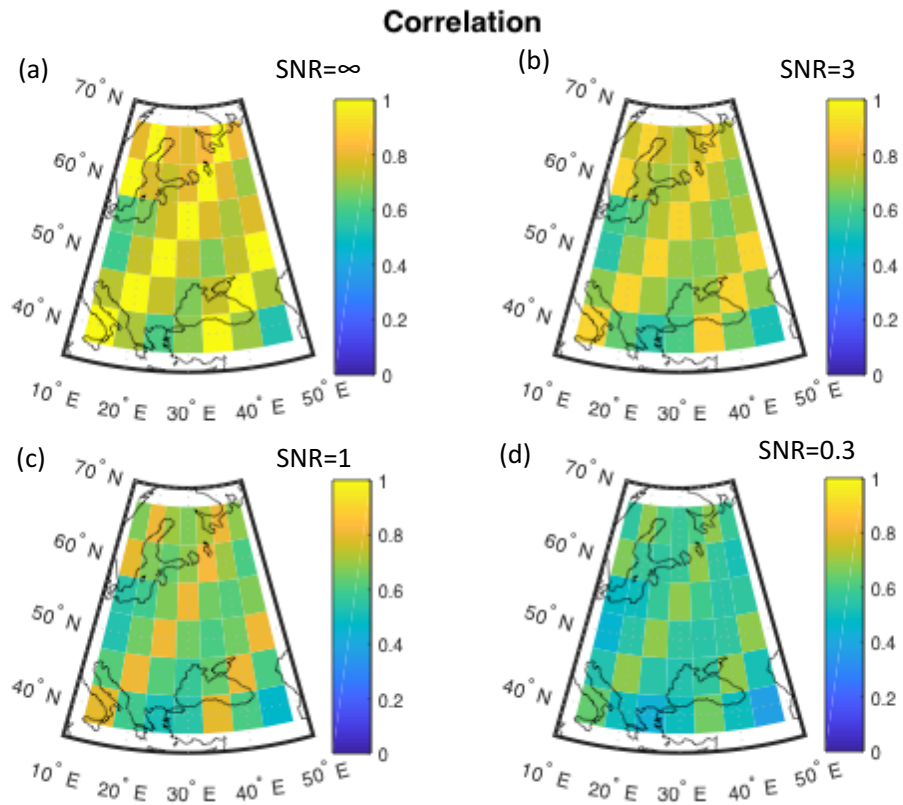 Correlation
(a)
SNR=∞
70° N
60° N
50° N
40° N
10° E
20° E
30° E
40° E
50° E
1
0.8
0.6
0.4
0.2
0
(b)
SNR=3
70° N
60° N
50° N
40° N
10° E
20° E
30° E
40° E
50° E
1
0.8
0.6
0.4
0.2
0
(c)
SNR=1
70° N
60° N
50° N
40° N
10° E
20° E
30° E
40° E
50° E
1
0.8
0.6
0.4
0.2
0
(d)
SNR=0.3
70° N
60° N
50° N
40° N
10° E
20° E
30° E
40° E
50° E
1
0.8
0.6
0.4
0.2
0